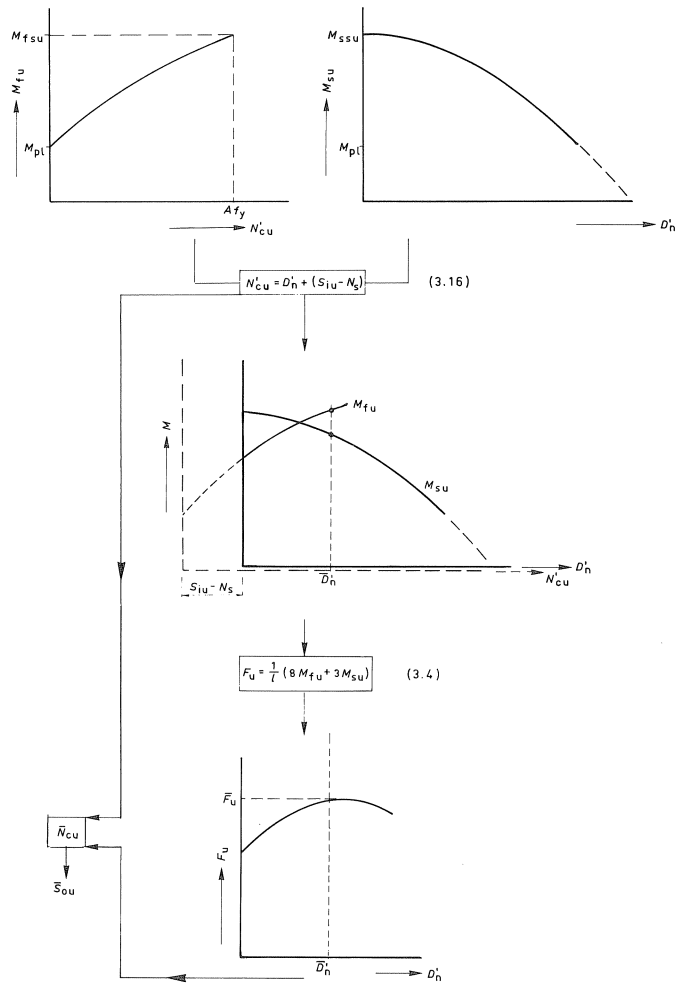 M_fsu
M_fu
M_pl
Af_y
N'_cu
M_ssu
M_su
M_pl
D'_n
N'_cu = D'_n + (S_iu - N_s) (3.16)
M
M_fu
M_su
D̅'_n
D'_n
N'_cu
S_iu - N_s
F_u = 1/l (8 M_fu + 3 M_su) (3.4)
F̅_u
F_u
N̅_cu
S̅_ou
D̅'_n
D'_n